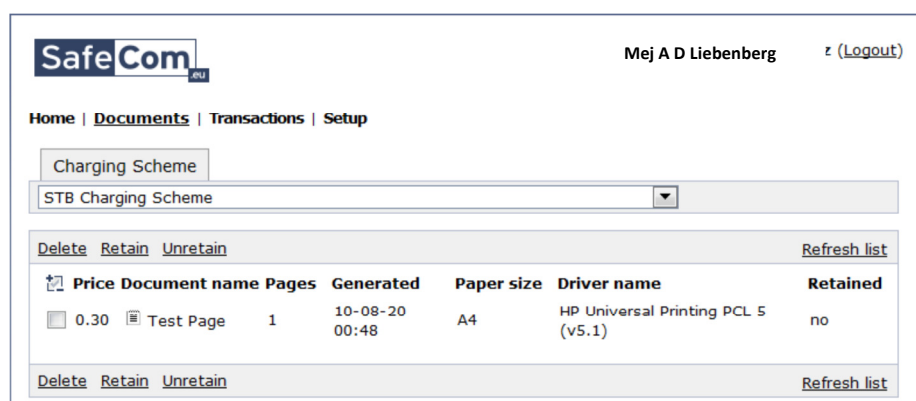 SafeCom.eu
Mej A D Liebenberg z (Logout)
Home | Documents | Transactions | Setup
Charging Scheme
STB Charging Scheme
Delete Retain Unretain Refresh list
Price Document name Pages Generated Paper size Driver name Retained
0.30 Test Page 1 10-08-20 00:48 A4 HP Universal Printing PCL 5 (v5.1) no
Delete Retain Unretain Refresh list